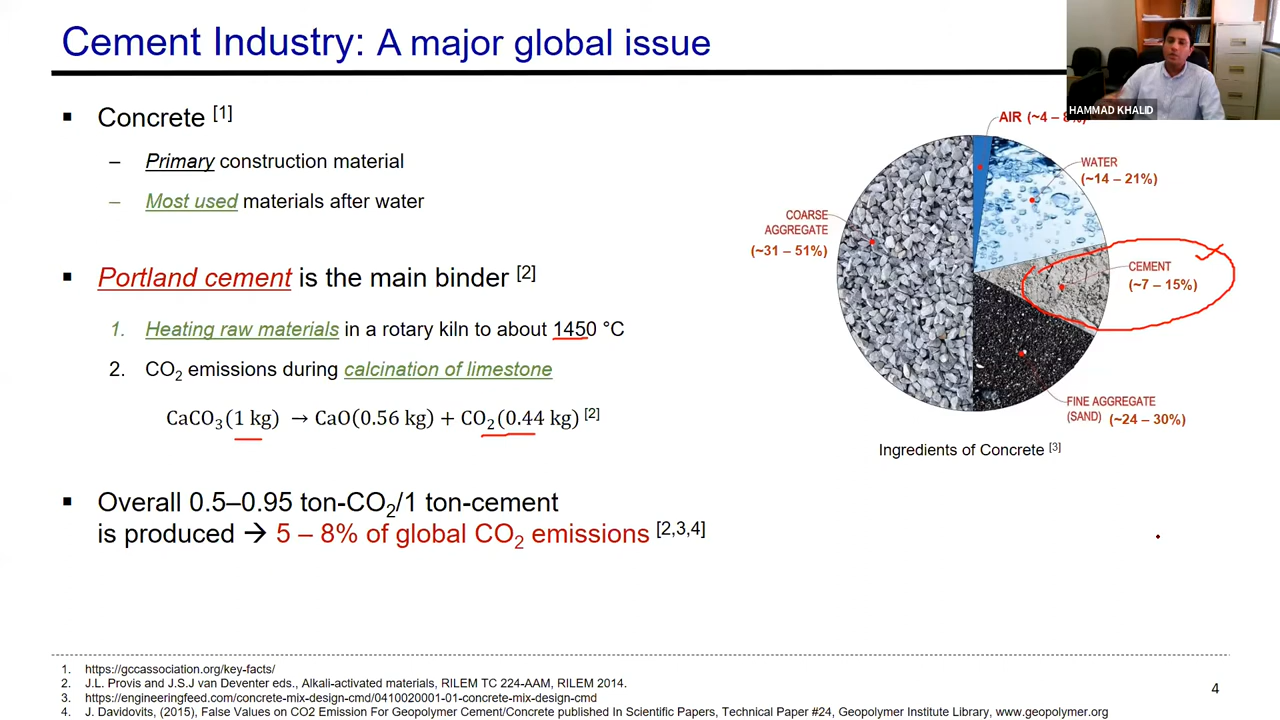 Cement Industry: A major global issue
▪ Concrete [1]
– Primary construction material
– Most used materials after water
▪ Portland cement is the main binder [2]
1. Heating raw materials in a rotary kiln to about 1450 °C
2. CO₂ emissions during calcination of limestone
CaCO₃(1 kg) → CaO(0.56 kg) + CO₂(0.44 kg) [2]
▪ Overall 0.5–0.95 ton-CO₂/1 ton-cement
is produced → 5 – 8% of global CO₂ emissions [2,3,4]
HAMMAD KHALID
AIR (~4 – 8%)
WATER
(~14 – 21%)
COARSE
AGGREGATE
(~31 – 51%)
CEMENT
(~7 – 15%)
FINE AGGREGATE
(SAND) (~24 – 30%)
Ingredients of Concrete [3]
1. https://gccassociation.org/key-facts/
2. J.L. Provis and J.S.J van Deventer eds., Alkali-activated materials, RILEM TC 224-AAM, RILEM 2014.
3. https://engineeringfeed.com/concrete-mix-design-cmd/0410020001-01-concrete-mix-design-cmd
4. J. Davidovits, (2015), False Values on CO2 Emission For Geopolymer Cement/Concrete published In Scientific Papers, Technical Paper #24, Geopolymer Institute Library, www.geopolymer.org
4